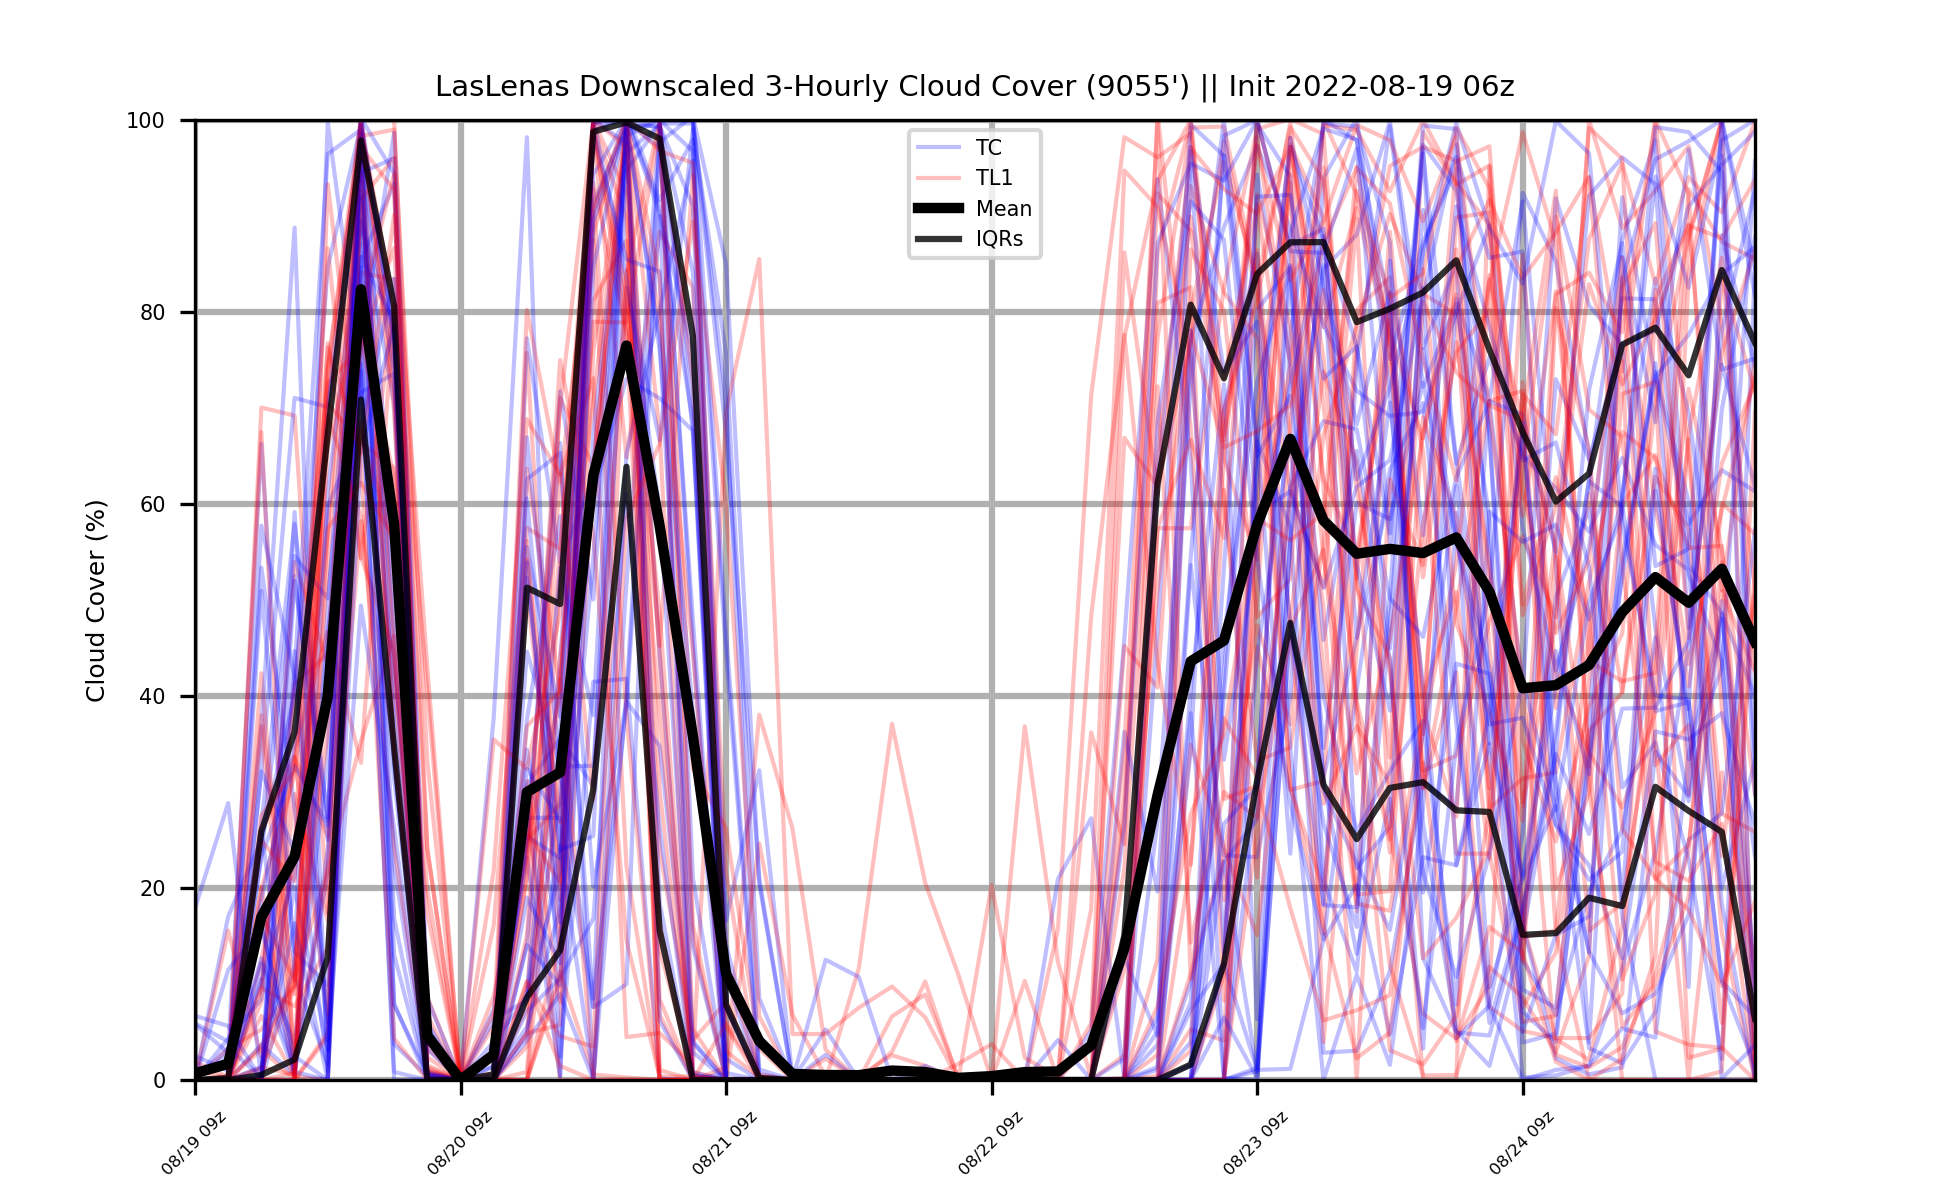 LasLenas Downscaled 3-Hourly Cloud Cover (9055') || Init 2022-08-19 06z
TC
TL1
Mean
IQRs
Cloud Cover (%)
100
80
60
40
20
0
08/19 09z
08/20 09z
08/21 09z
08/22 09z
08/23 09z
08/24 09z